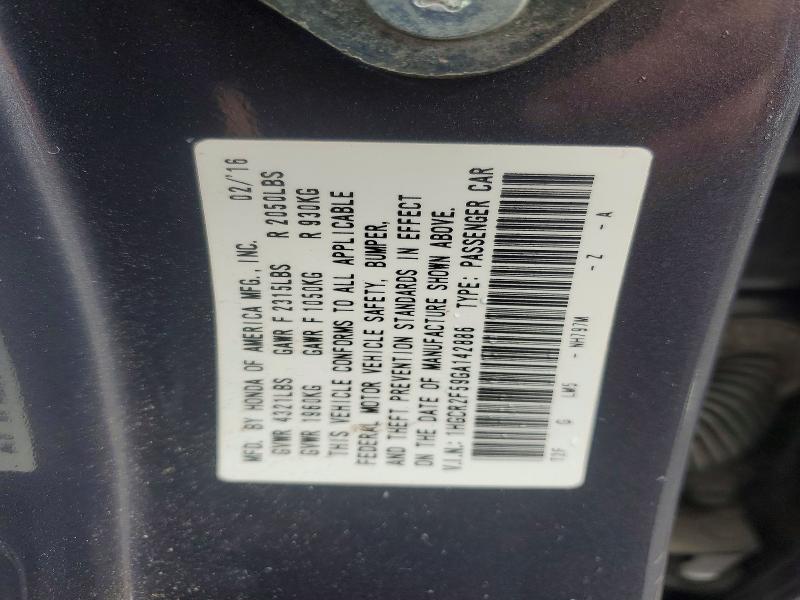 MFD. BY HONDA OF AMERICA MFG., INC. 02/'16
GVWR 4321LBS GAWR F 2315LBS R 2050LBS
GVWR 1960KG GAWR F 1050KG R 930KG
THIS VEHICLE CONFORMS TO ALL APPLICABLE
FEDERAL MOTOR VEHICLE SAFETY, BUMPER,
AND THEFT PREVENTION STANDARDS IN EFFECT
ON THE DATE OF MANUFACTURE SHOWN ABOVE.
V.I.N.: 1HGCR2F59GA142886 TYPE: PASSENGER CAR
T2F G LM5 - NH797M - Z - A